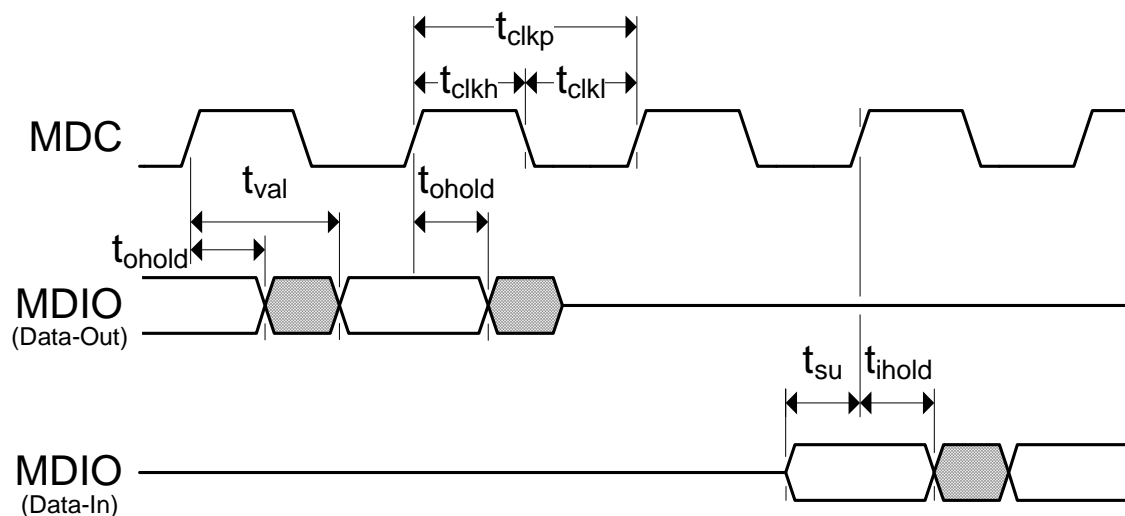 tclkp
tclkh tclkl
MDC
tval tohold
tohold
MDIO
(Data-Out)
tsu tihold
MDIO
(Data-In)